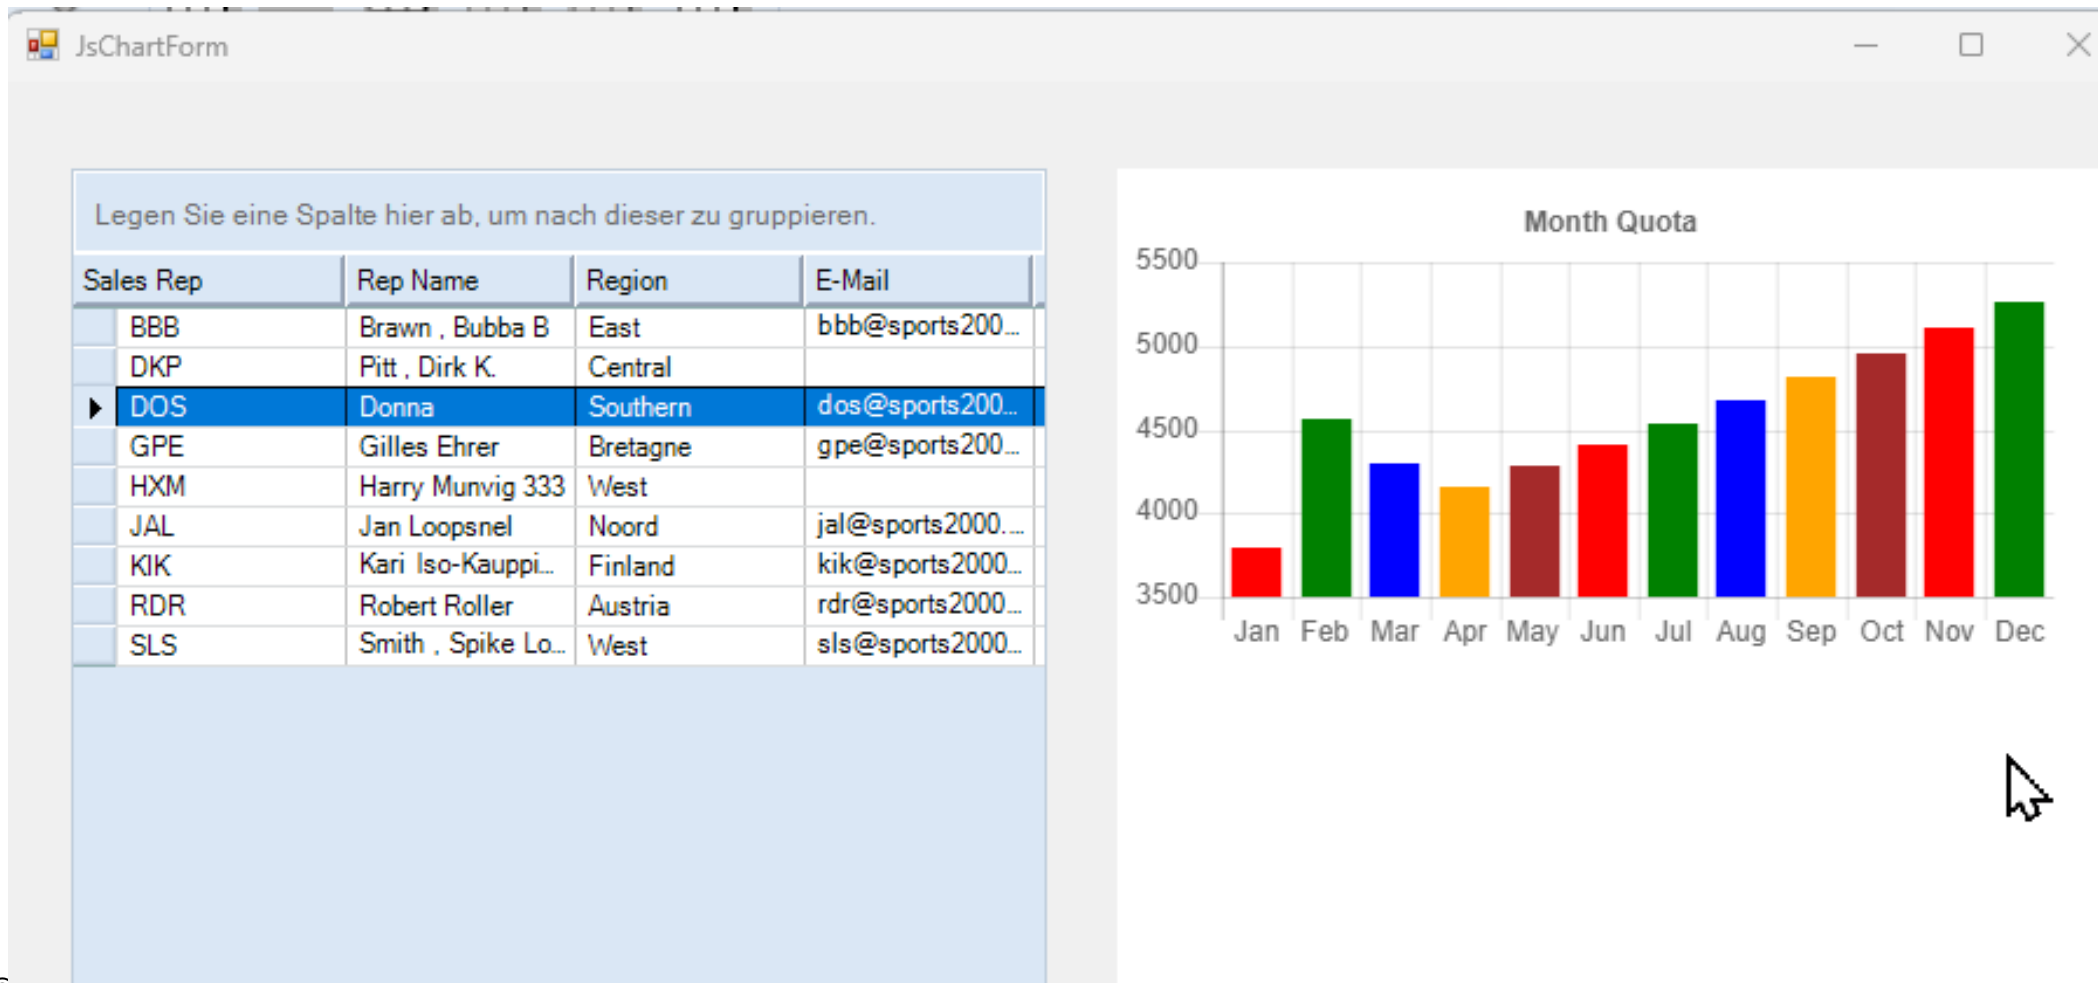 JsChartForm
Legen Sie eine Spalte hier ab, um nach dieser zu gruppieren.
Sales Rep Rep Name Region E-Mail
BBB Brawn , Bubba B East bbb@sports200...
DKP Pitt , Dirk K. Central
DOS Donna Southern dos@sports200...
GPE Gilles Ehrer Bretagne gpe@sports200...
HXM Harry Munvig 333 West
JAL Jan Loopsnel Noord jal@sports2000....
KIK Kari Iso-Kauppi... Finland kik@sports2000...
RDR Robert Roller Austria rdr@sports2000...
SLS Smith , Spike Lo... West sls@sports2000...
Month Quota
5500
5000
4500
4000
3500
Jan Feb Mar Apr May Jun Jul Aug Sep Oct Nov Dec